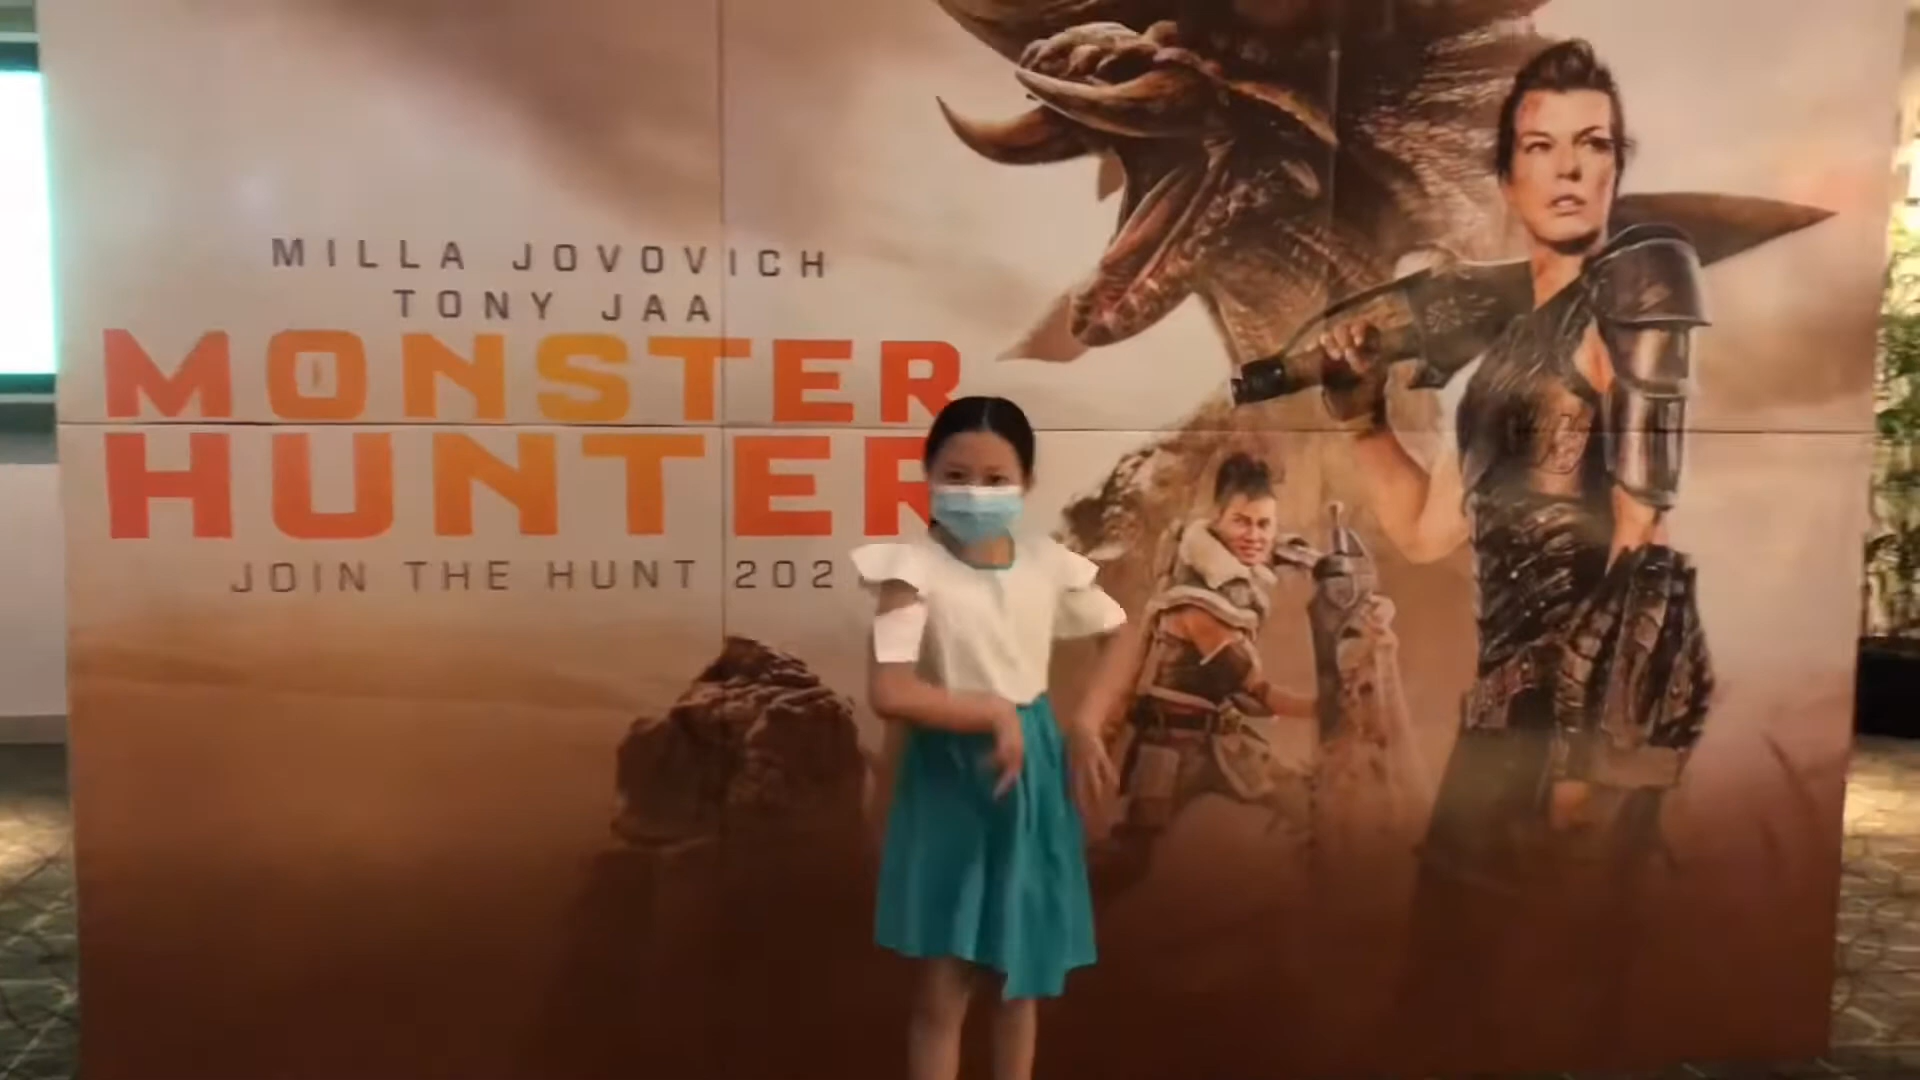 MILLA JOVOVICH
TONY JAA
MONSTER
HUNTER
JOIN THE HUNT 202